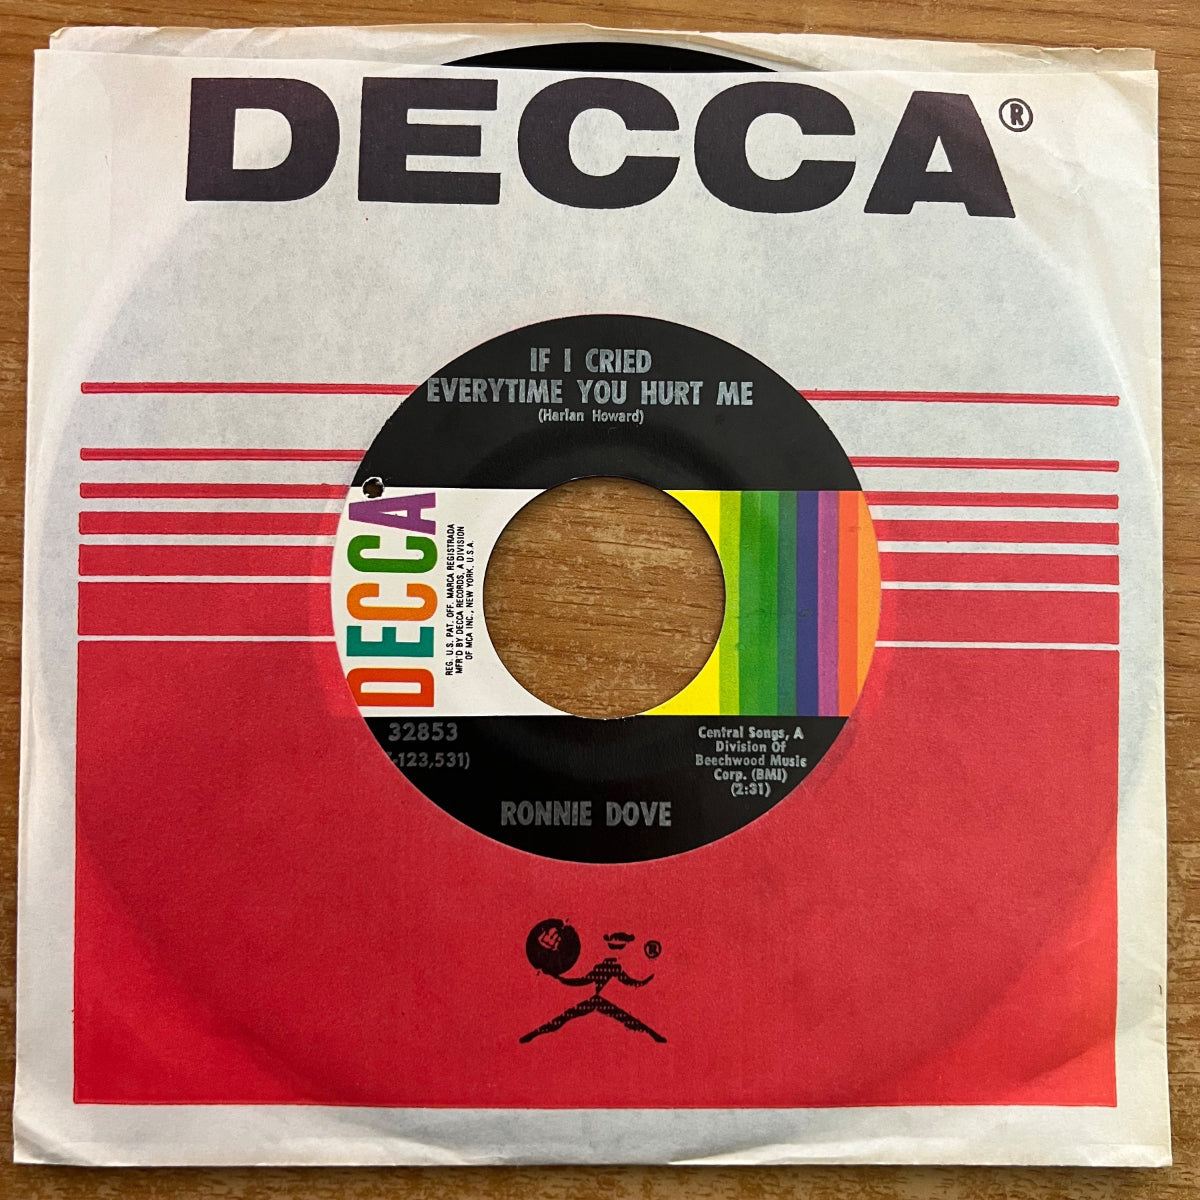 DECCA®
IF I CRIED
EVERYTIME YOU HURT ME
(Harlan Howard)
DECCA
REG. U.S. PAT. OFF. MARCA REGISTRADA
MFR'D BY DECCA RECORDS, A DIVISION
OF MCA INC., NEW YORK, U.S.A.
32853
-123,531)
Central Songs, A
Division Of
Beechwood Music
Corp. (BMI)
(2:31)
RONNIE DOVE
®